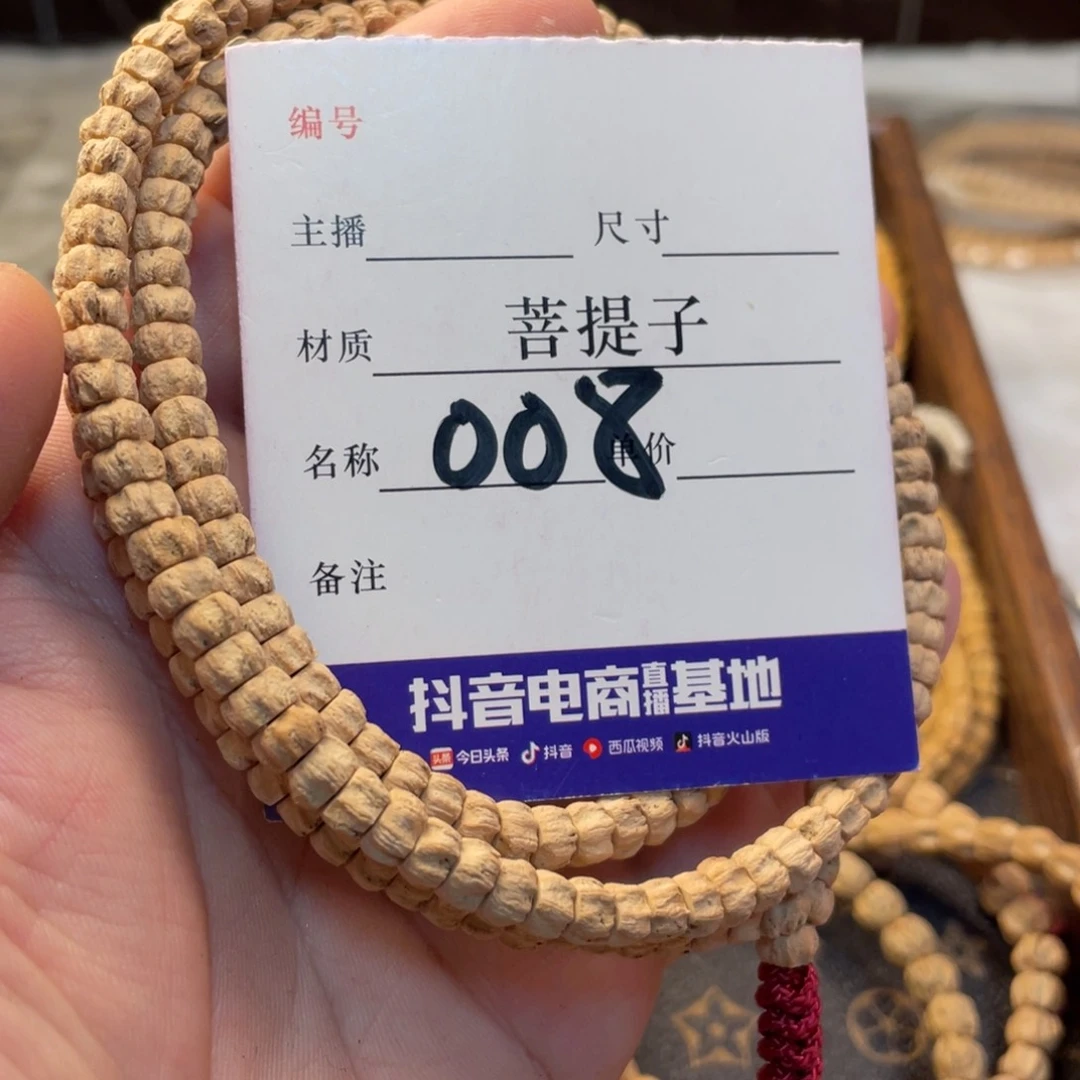 编号
主播 尺寸
材质 菩提子
名称 008 单价
备注
抖音电商直播基地
头条 今日头条 抖音 西瓜视频 抖音火山版